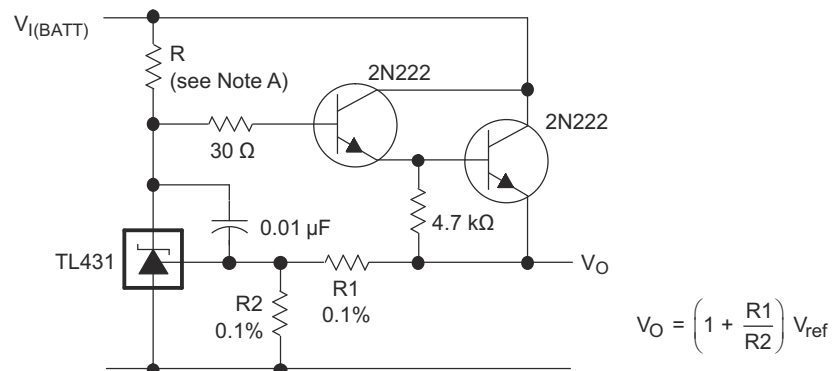 V_I(BATT)
R
(see Note A)
2N222
2N222
30 Ω
4.7 kΩ
0.01 μF
TL431
V_O
R1
0.1%
R2
0.1%
V_O = (1 + R1/R2) V_ref